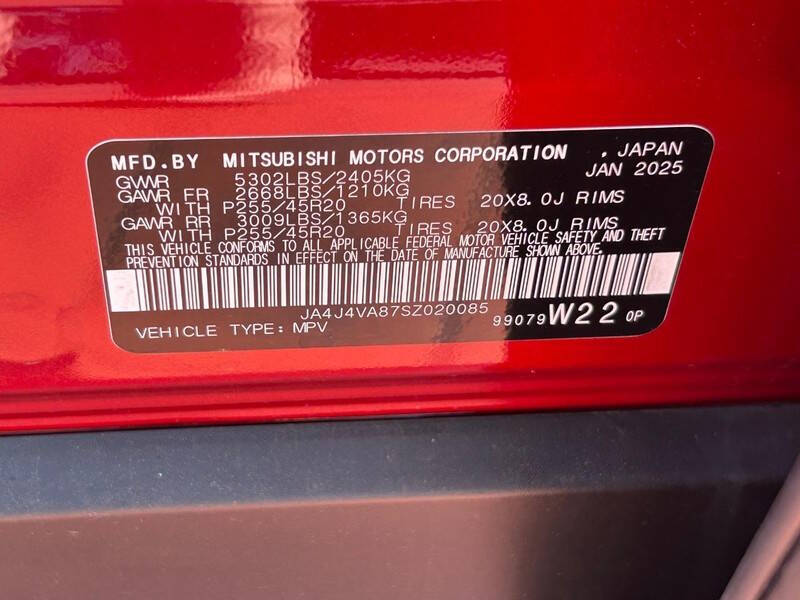 MFD.BY MITSUBISHI MOTORS CORPORATION , JAPAN
JAN 2025
GVWR 5302LBS/2405KG
GAWR FR 2668LBS/1210KG
WITH P255/45R20 TIRES 20X8.0J RIMS
GAWR RR 3009LBS/1365KG
WITH P255/45R20 TIRES 20X8.0J RIMS
THIS VEHICLE CONFORMS TO ALL APPLICABLE FEDERAL MOTOR VEHICLE SAFETY AND THEFT
PREVENTION STANDARDS IN EFFECT ON THE DATE OF MANUFACTURE SHOWN ABOVE.
JA4J4VA87SZ020085
VEHICLE TYPE: MPV 99079 W22 0P